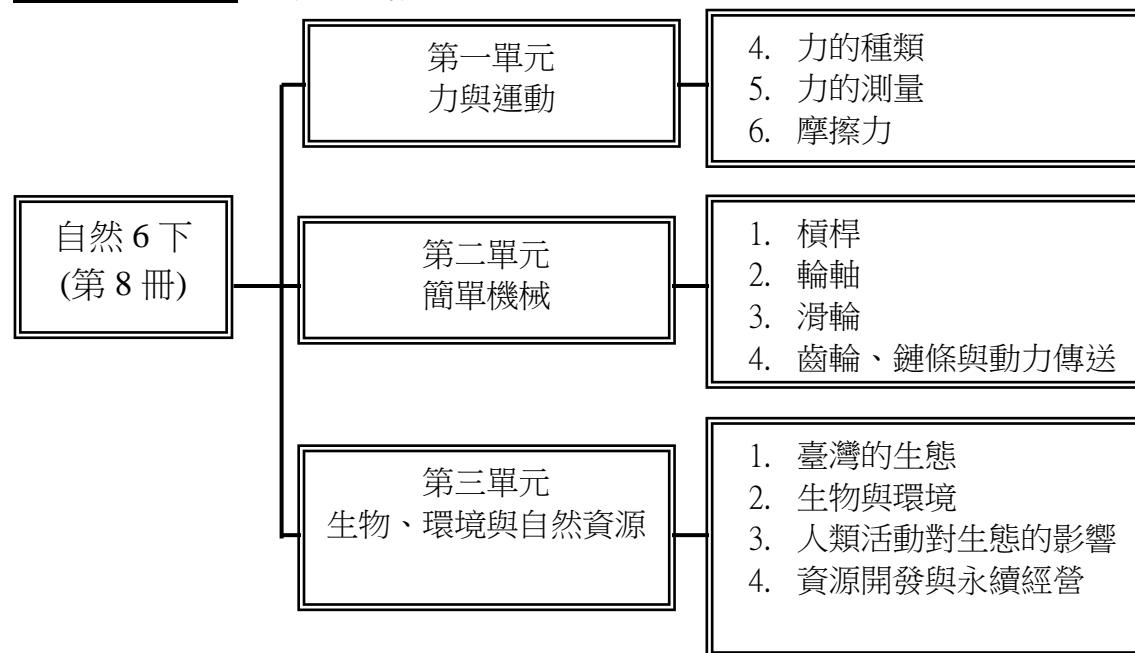 自然 6 下
(第 8 冊)
第一單元
力與運動
4. 力的種類
5. 力的測量
6. 摩擦力
第二單元
簡單機械
1. 槓桿
2. 輪軸
3. 滑輪
4. 齒輪、鏈條與動力傳送
第三單元
生物、環境與自然資源
1. 臺灣的生態
2. 生物與環境
3. 人類活動對生態的影響
4. 資源開發與永續經營